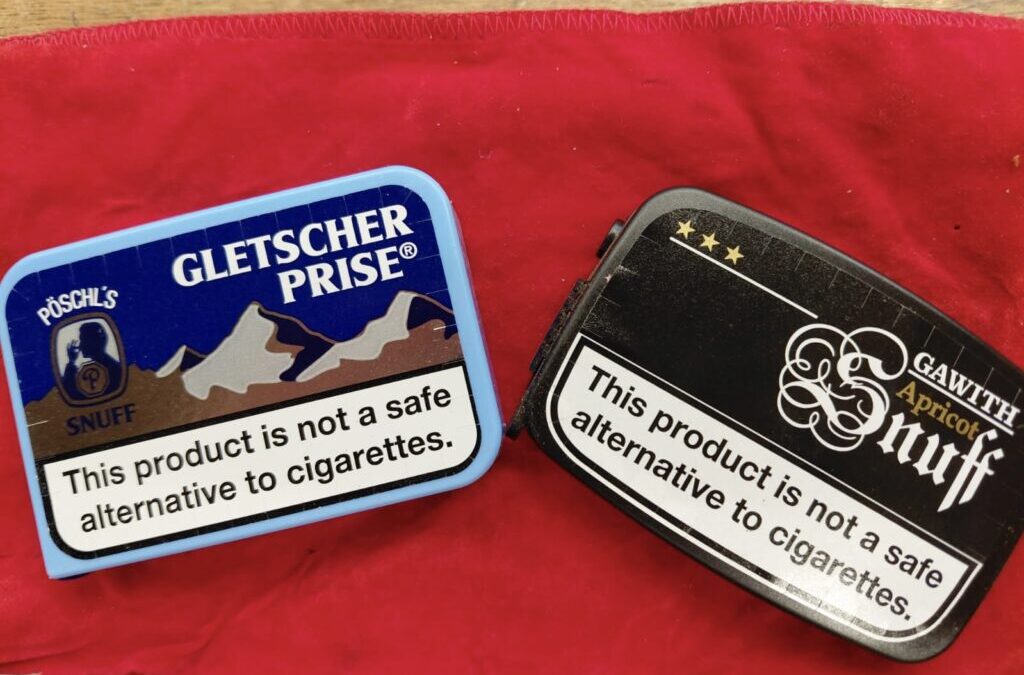 GLETSCHER
PRISE®
PÖSCHL'S
P
SNUFF
This product is not a safe
alternative to cigarettes.
GAWITH
Apricot
Snuff
This product is not a safe
alternative to cigarettes.